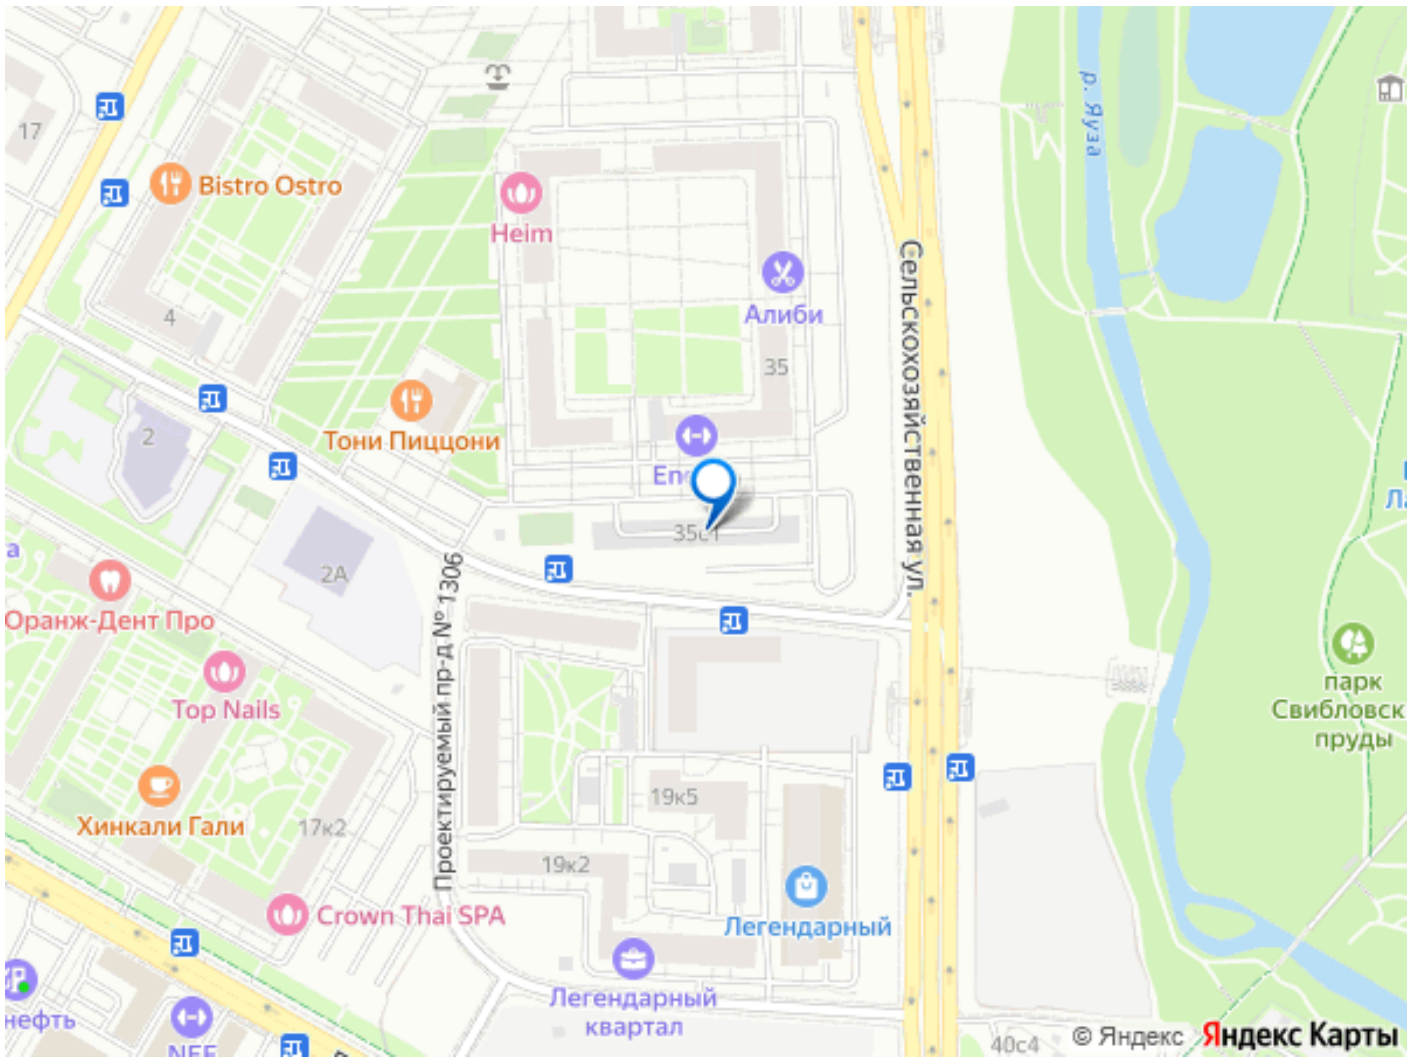 17
Bistro Ostro
Heim
р. Яуза
Алиби
4
35
Сельскохозяйственная ул.
Тони Пиццони
2
35с1
2А
Оранж-Дент Про
Проектируемый пр-д № 1306
Top Nails
парк
Свибловск
пруды
19к5
Хинкали Гали
17к2
19к2
Crown Thai SPA
Легендарный
Легендарный
квартал
нефть
40с4
© Яндекс Яндекс Карты